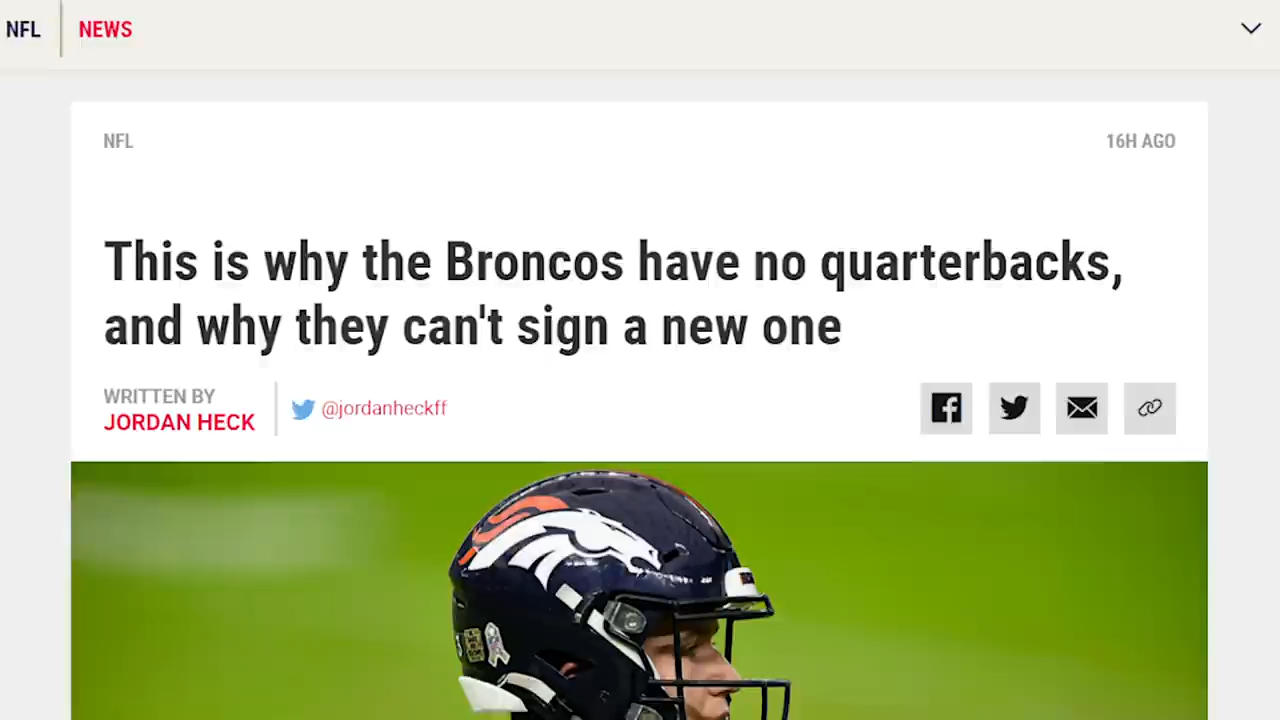 NFL
NEWS
NFL
16H AGO
This is why the Broncos have no quarterbacks,
and why they can't sign a new one
WRITTEN BY
JORDAN HECK
@jordanheckff